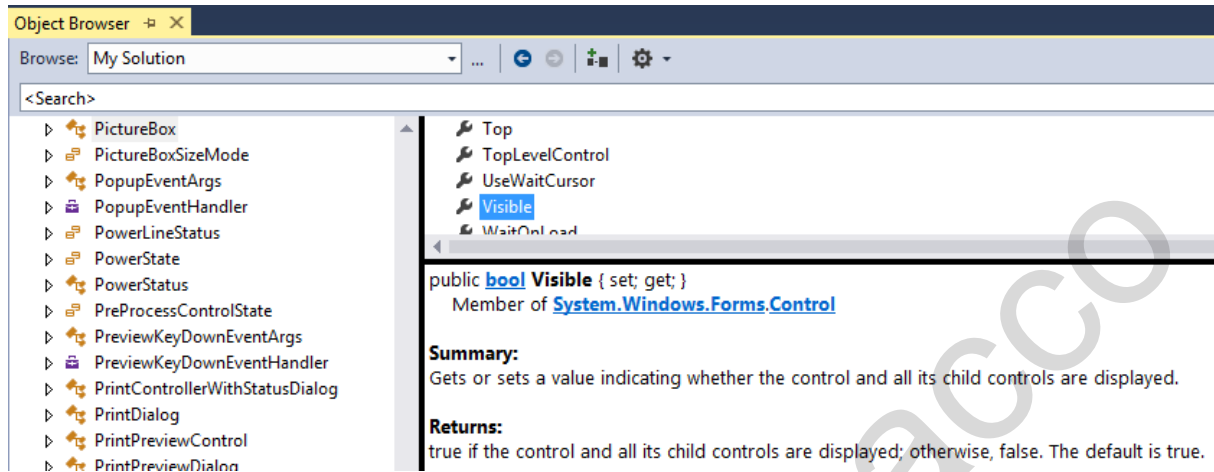 Object Browser
Browse: My Solution ...
<Search>
PictureBox
PictureBoxSizeMode
PopupEventArgs
PopupEventHandler
PowerLineStatus
PowerState
PowerStatus
PreProcessControlState
PreviewKeyDownEventArgs
PreviewKeyDownEventHandler
PrintControllerWithStatusDialog
PrintDialog
PrintPreviewControl
PrintPreviewDialog
Top
TopLevelControl
UseWaitCursor
Visible
WaitOnLoad
public bool Visible { set; get; }
Member of System.Windows.Forms.Control
Summary:
Gets or sets a value indicating whether the control and all its child controls are displayed.
Returns:
true if the control and all its child controls are displayed; otherwise, false. The default is true.
acco